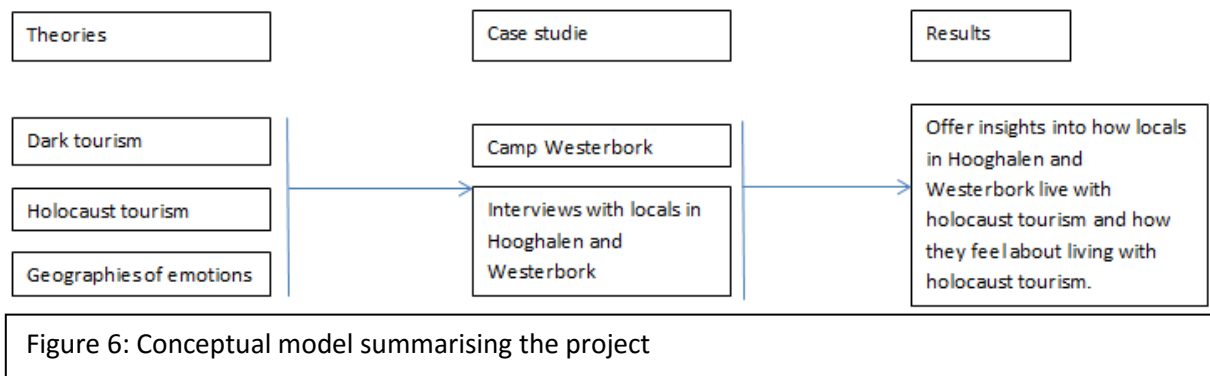 Theories
Case studie
Results
Dark tourism
Holocaust tourism
Geographies of emotions
Camp Westerbork
Interviews with locals in
Hooghalen and
Westerbork
Offer insights into how locals
in Hooghalen and
Westerbork live with
holocaust tourism and how
they feel about living with
holocaust tourism.
Figure 6: Conceptual model summarising the project